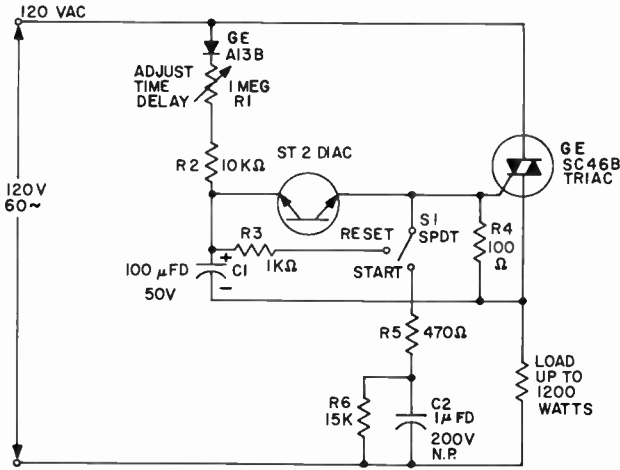 120 VAC
GE
A13B
ADJUST
TIME
DELAY
1 MEG
R1
R2
10KΩ
ST 2 DIAC
GE
SC46B
TRIAC
120V
60~
R3
1KΩ
RESET
S1
SPDT
START
R4
100
Ω
100 µFD
50V
+
C1
–
R5
470Ω
LOAD
UP TO
1200
WATTS
R6
15K
C2
1µFD
200V
N.P.